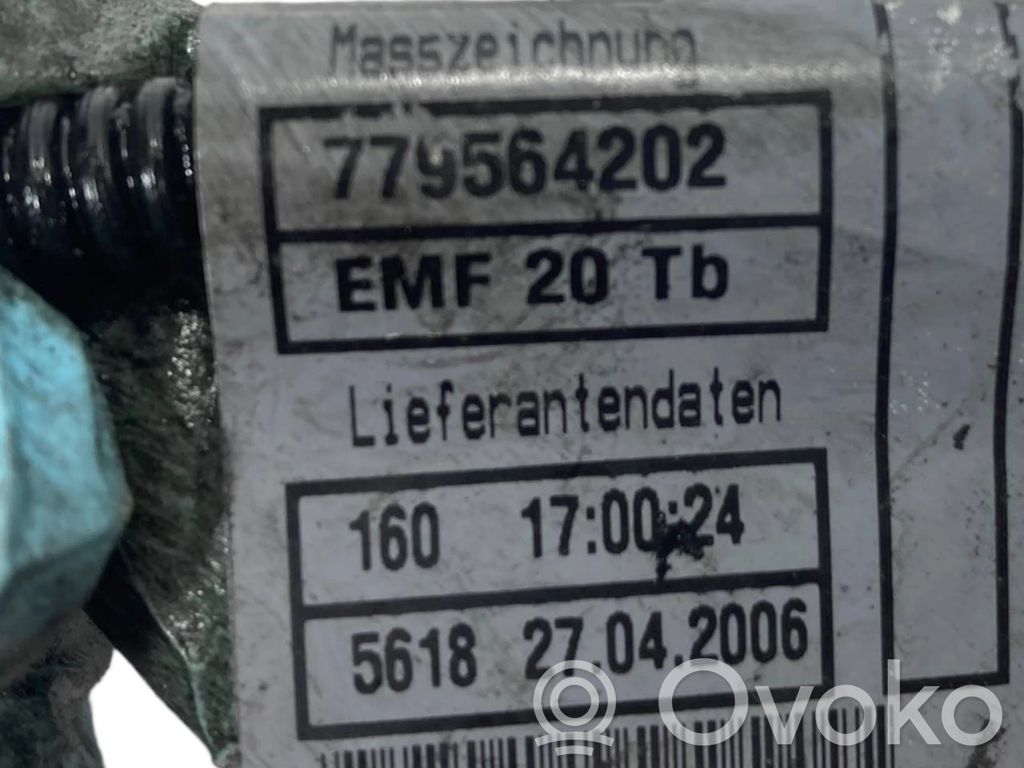 Masszeichnung
779564202
EMF 20 Tb
Lieferantendaten
160 17:00:24
5618 27.04.2006
Ovoko